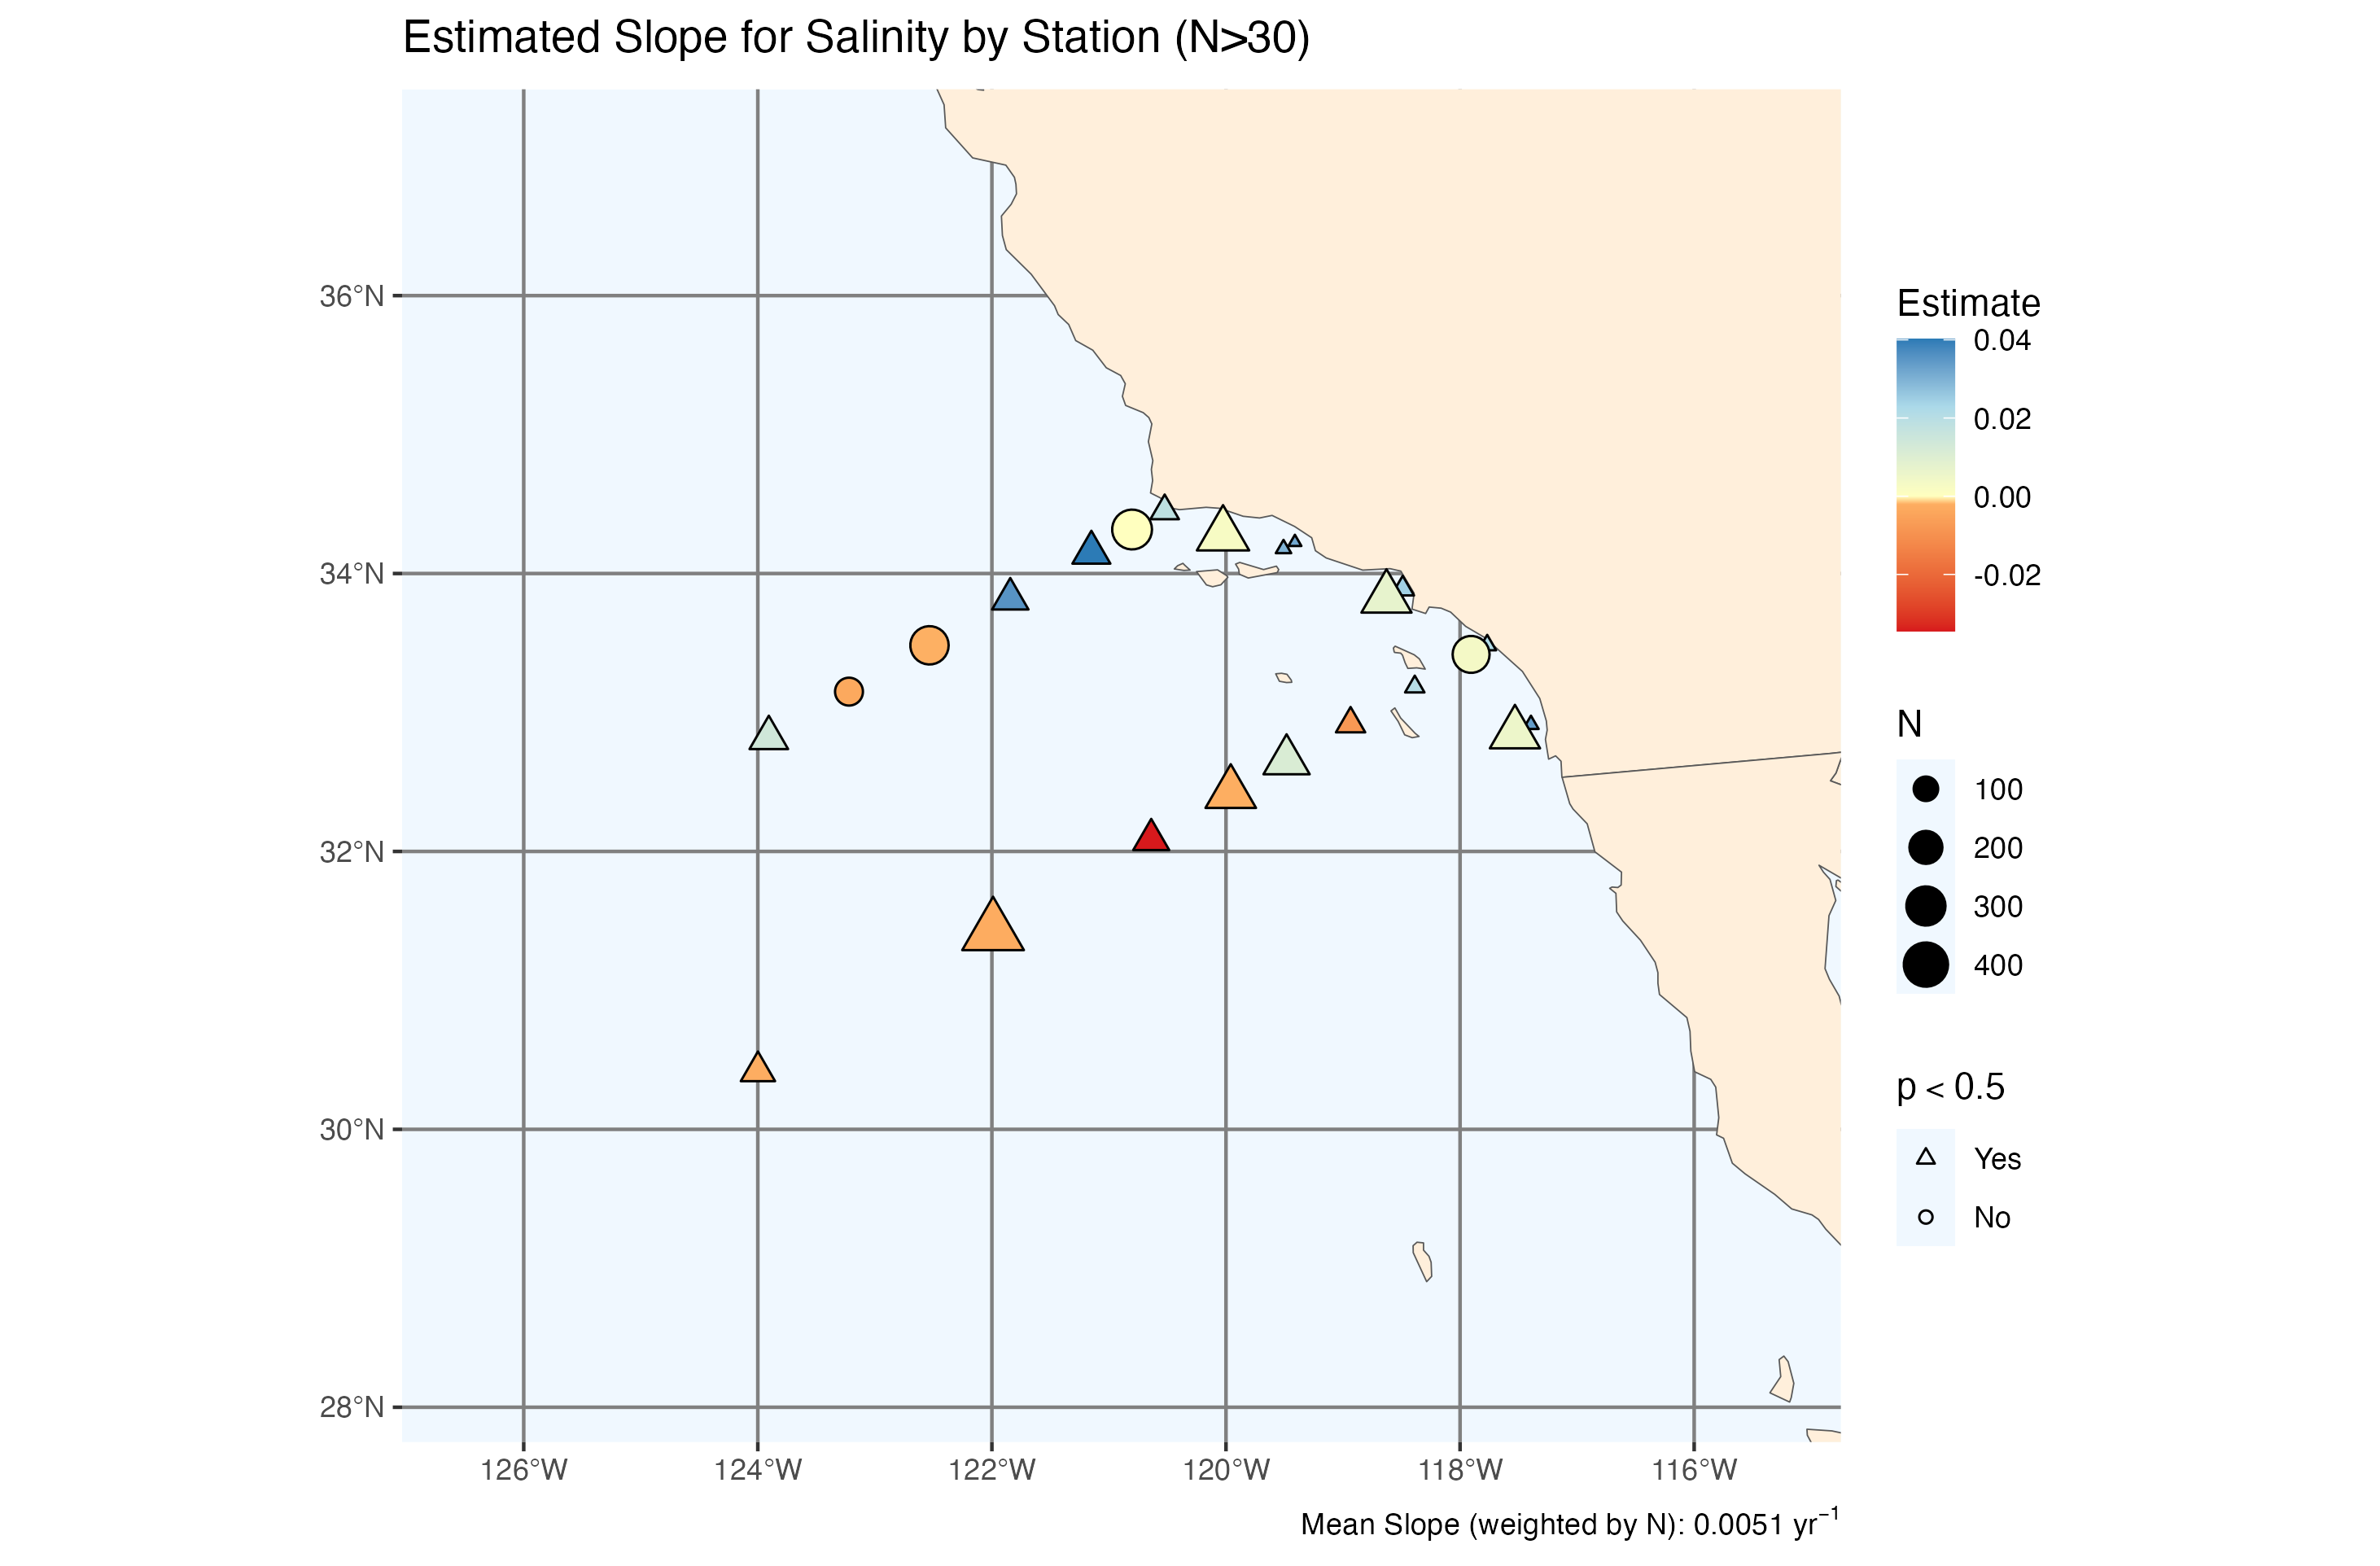 Estimated Slope for Salinity by Station (N>30)
36°N
34°N
32°N
30°N
28°N
126°W
124°W
122°W
120°W
118°W
116°W
Estimate
0.04
0.02
0.00
-0.02
N
100
200
300
400
p < 0.5
Yes
No
Mean Slope (weighted by N): 0.0051 yr⁻¹